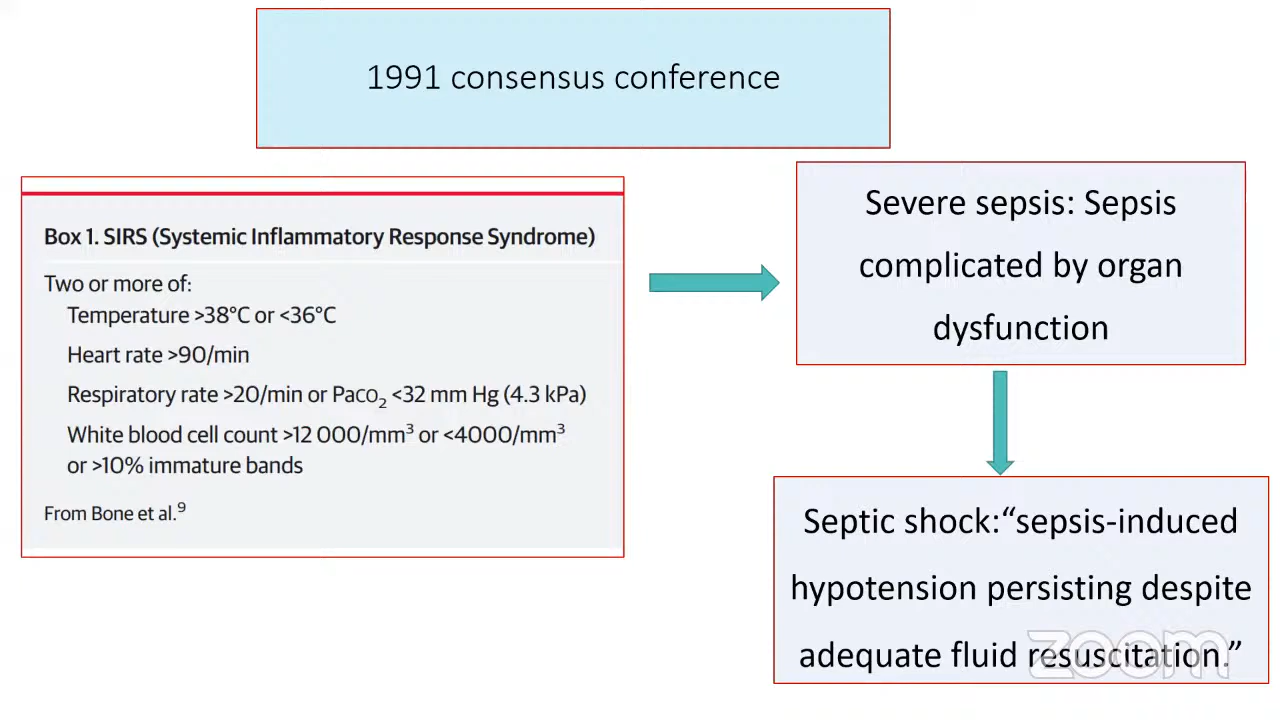 1991 consensus conference
Box 1. SIRS (Systemic Inflammatory Response Syndrome)
Two or more of:
Temperature >38°C or <36°C
Heart rate >90/min
Respiratory rate >20/min or PaCO₂ <32 mm Hg (4.3 kPa)
White blood cell count >12 000/mm³ or <4000/mm³
or >10% immature bands
From Bone et al.⁹
Severe sepsis: Sepsis
complicated by organ
dysfunction
Septic shock:“sepsis-induced
hypotension persisting despite
adequate fluid resuscitation.”
zoom